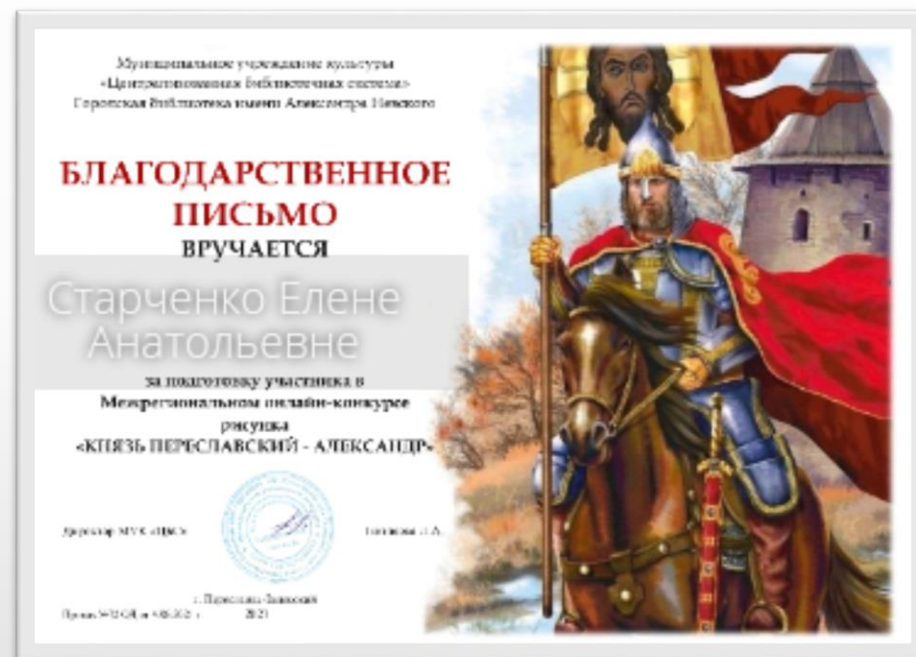 Муниципальное учреждение культуры
«Централизованная библиотечная система»
Городская библиотека имени Александра Невского
БЛАГОДАРСТВЕННОЕ
ПИСЬМО
ВРУЧАЕТСЯ
Старченко Елене
Анатольевне
за подготовку участника в
Межрегиональном онлайн-конкурсе
рисунка
«КНЯЗЬ ПЕРЕСЛАВСКИЙ - АЛЕКСАНДР»
Директор МУК «ЦБС»
г. Переславль-Залесский
2021